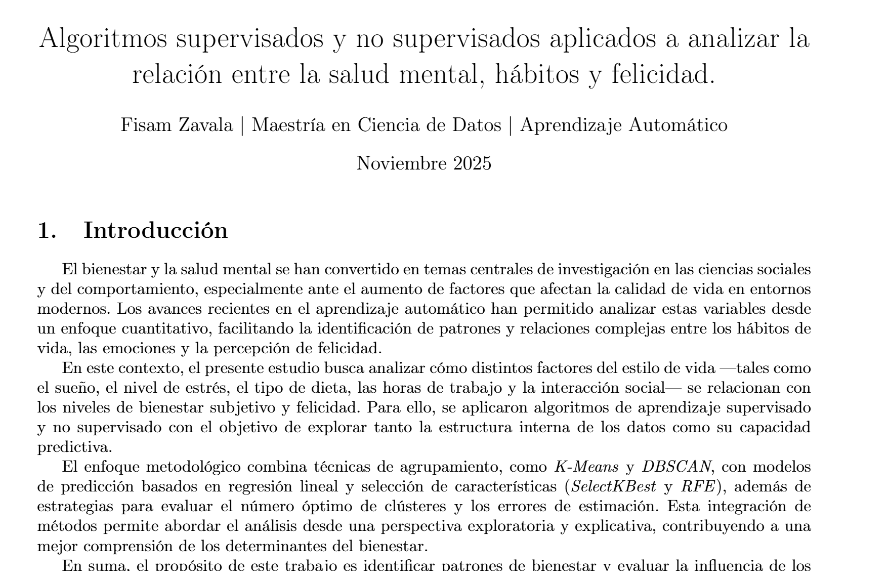 Algoritmos supervisados y no supervisados aplicados a analizar la
relación entre la salud mental, hábitos y felicidad.
Fisam Zavala | Maestría en Ciencia de Datos | Aprendizaje Automático
Noviembre 2025
1. Introducción
El bienestar y la salud mental se han convertido en temas centrales de investigación en las ciencias sociales
y del comportamiento, especialmente ante el aumento de factores que afectan la calidad de vida en entornos
modernos. Los avances recientes en el aprendizaje automático han permitido analizar estas variables desde
un enfoque cuantitativo, facilitando la identificación de patrones y relaciones complejas entre los hábitos de
vida, las emociones y la percepción de felicidad.
En este contexto, el presente estudio busca analizar cómo distintos factores del estilo de vida —tales como
el sueño, el nivel de estrés, el tipo de dieta, las horas de trabajo y la interacción social— se relacionan con
los niveles de bienestar subjetivo y felicidad. Para ello, se aplicaron algoritmos de aprendizaje supervisado
y no supervisado con el objetivo de explorar tanto la estructura interna de los datos como su capacidad
predictiva.
El enfoque metodológico combina técnicas de agrupamiento, como K-Means y DBSCAN, con modelos
de predicción basados en regresión lineal y selección de características (SelectKBest y RFE), además de
estrategias para evaluar el número óptimo de clústeres y los errores de estimación. Esta integración de
métodos permite abordar el análisis desde una perspectiva exploratoria y explicativa, contribuyendo a una
mejor comprensión de los determinantes del bienestar.
En suma, el propósito de este trabajo es identificar patrones de bienestar y evaluar la influencia de los